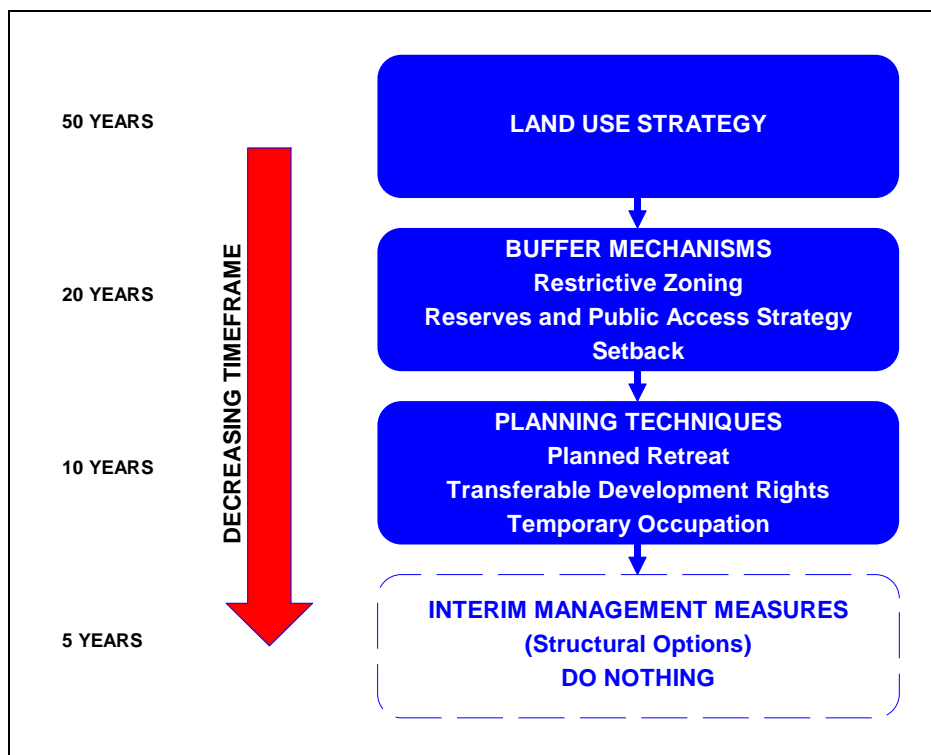 50 YEARS
LAND USE STRATEGY
20 YEARS
BUFFER MECHANISMS
Restrictive Zoning
Reserves and Public Access Strategy
Setback
DECREASING TIMEFRAME
10 YEARS
PLANNING TECHNIQUES
Planned Retreat
Transferable Development Rights
Temporary Occupation
5 YEARS
INTERIM MANAGEMENT MEASURES
(Structural Options)
DO NOTHING